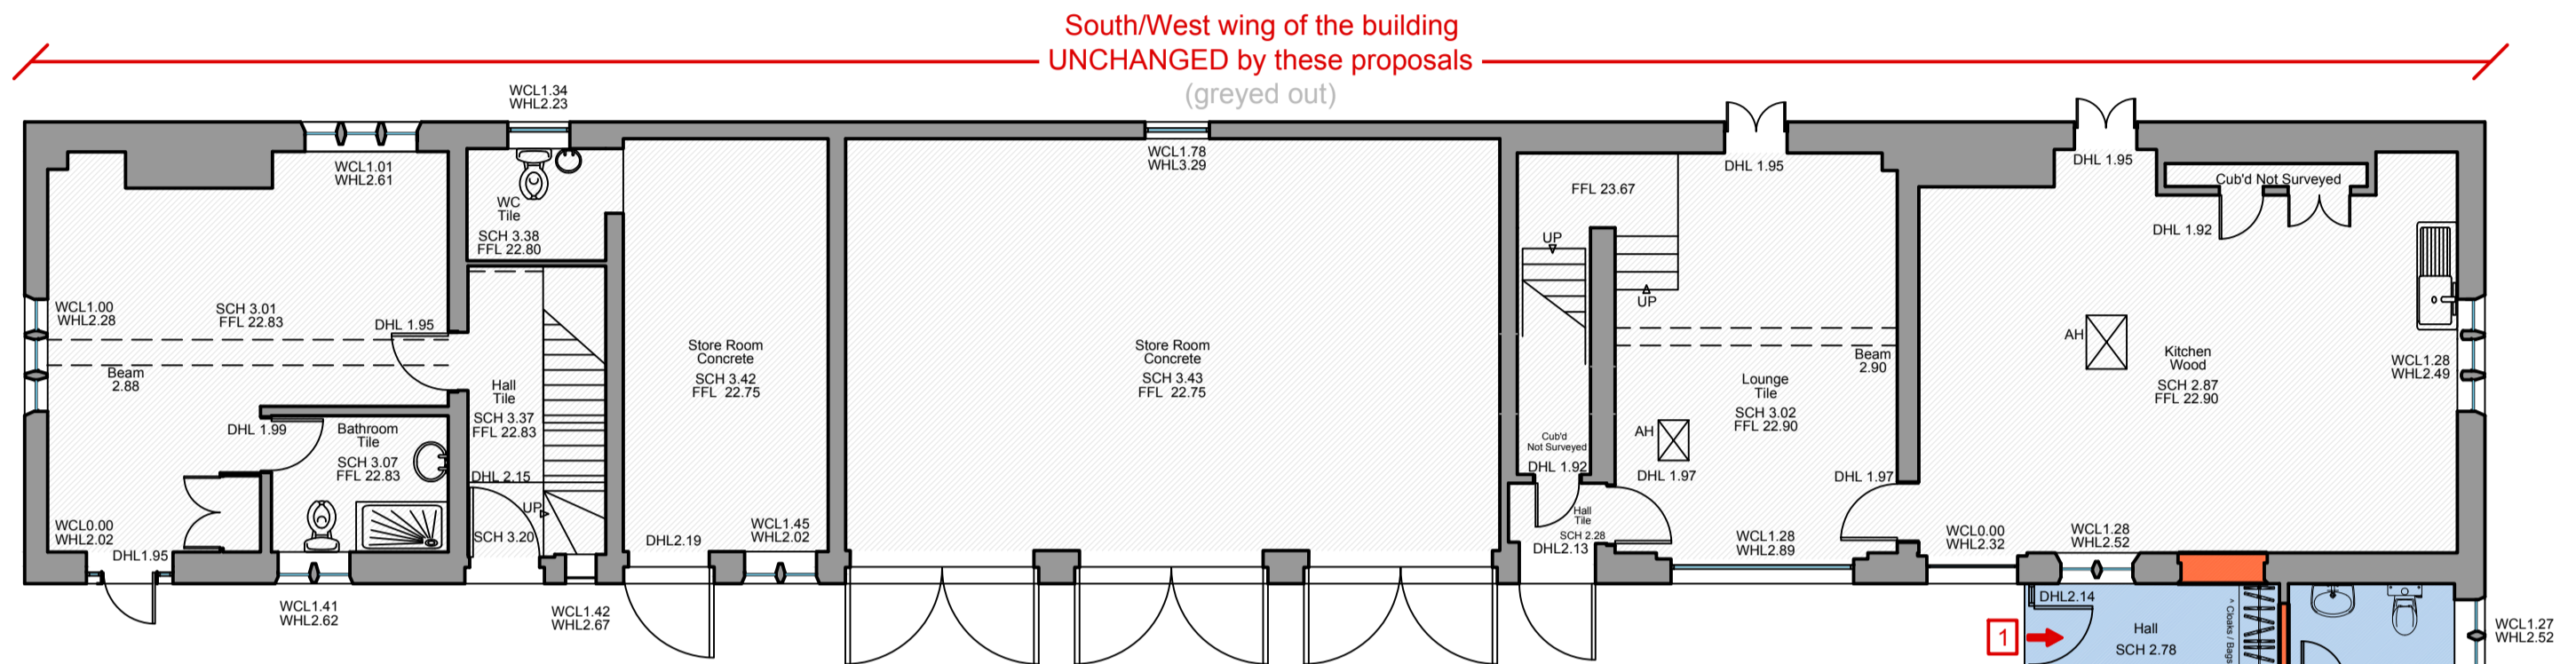 South/West wing of the building
UNCHANGED by these proposals
(greyed out)
WCL1.34
WHL2.23
WCL1.01
WHL2.61
WC
Tile
SCH 3.38
FFL 22.80
WCL1.78
WHL3.29
FFL 23.67
DHL 1.95
DHL 1.95
Cub'd Not Surveyed
DHL 1.92
UP
UP
WCL1.00
WHL2.28
SCH 3.01
FFL 22.83
DHL 1.95
Beam
2.88
Hall
Tile
SCH 3.37
FFL 22.83
Store Room
Concrete
SCH 3.42
FFL 22.75
Store Room
Concrete
SCH 3.43
FFL 22.75
Beam
2.90
Lounge
Tile
SCH 3.02
FFL 22.90
AH
Kitchen
Wood
SCH 2.87
FFL 22.90
WCL1.28
WHL2.49
DHL 1.99
Bathroom
Tile
SCH 3.07
FFL 22.83
DHL 2.15
UP
SCH 3.20
Cub'd
Not Surveyed
DHL 1.92
AH
DHL 1.97
DHL 1.97
WCL0.00
WHL2.02
DHL1.95
DHL2.19
WCL1.45
WHL2.02
Hall
Tile
SCH 2.28
DHL2.13
WCL1.28
WHL2.89
WCL0.00
WHL2.32
WCL1.28
WHL2.52
WCL1.41
WHL2.62
WCL1.42
WHL2.67
DHL2.14
1
Hall
SCH 2.78
^ Cloaks / Bags
WCL1.27
WHL2.52